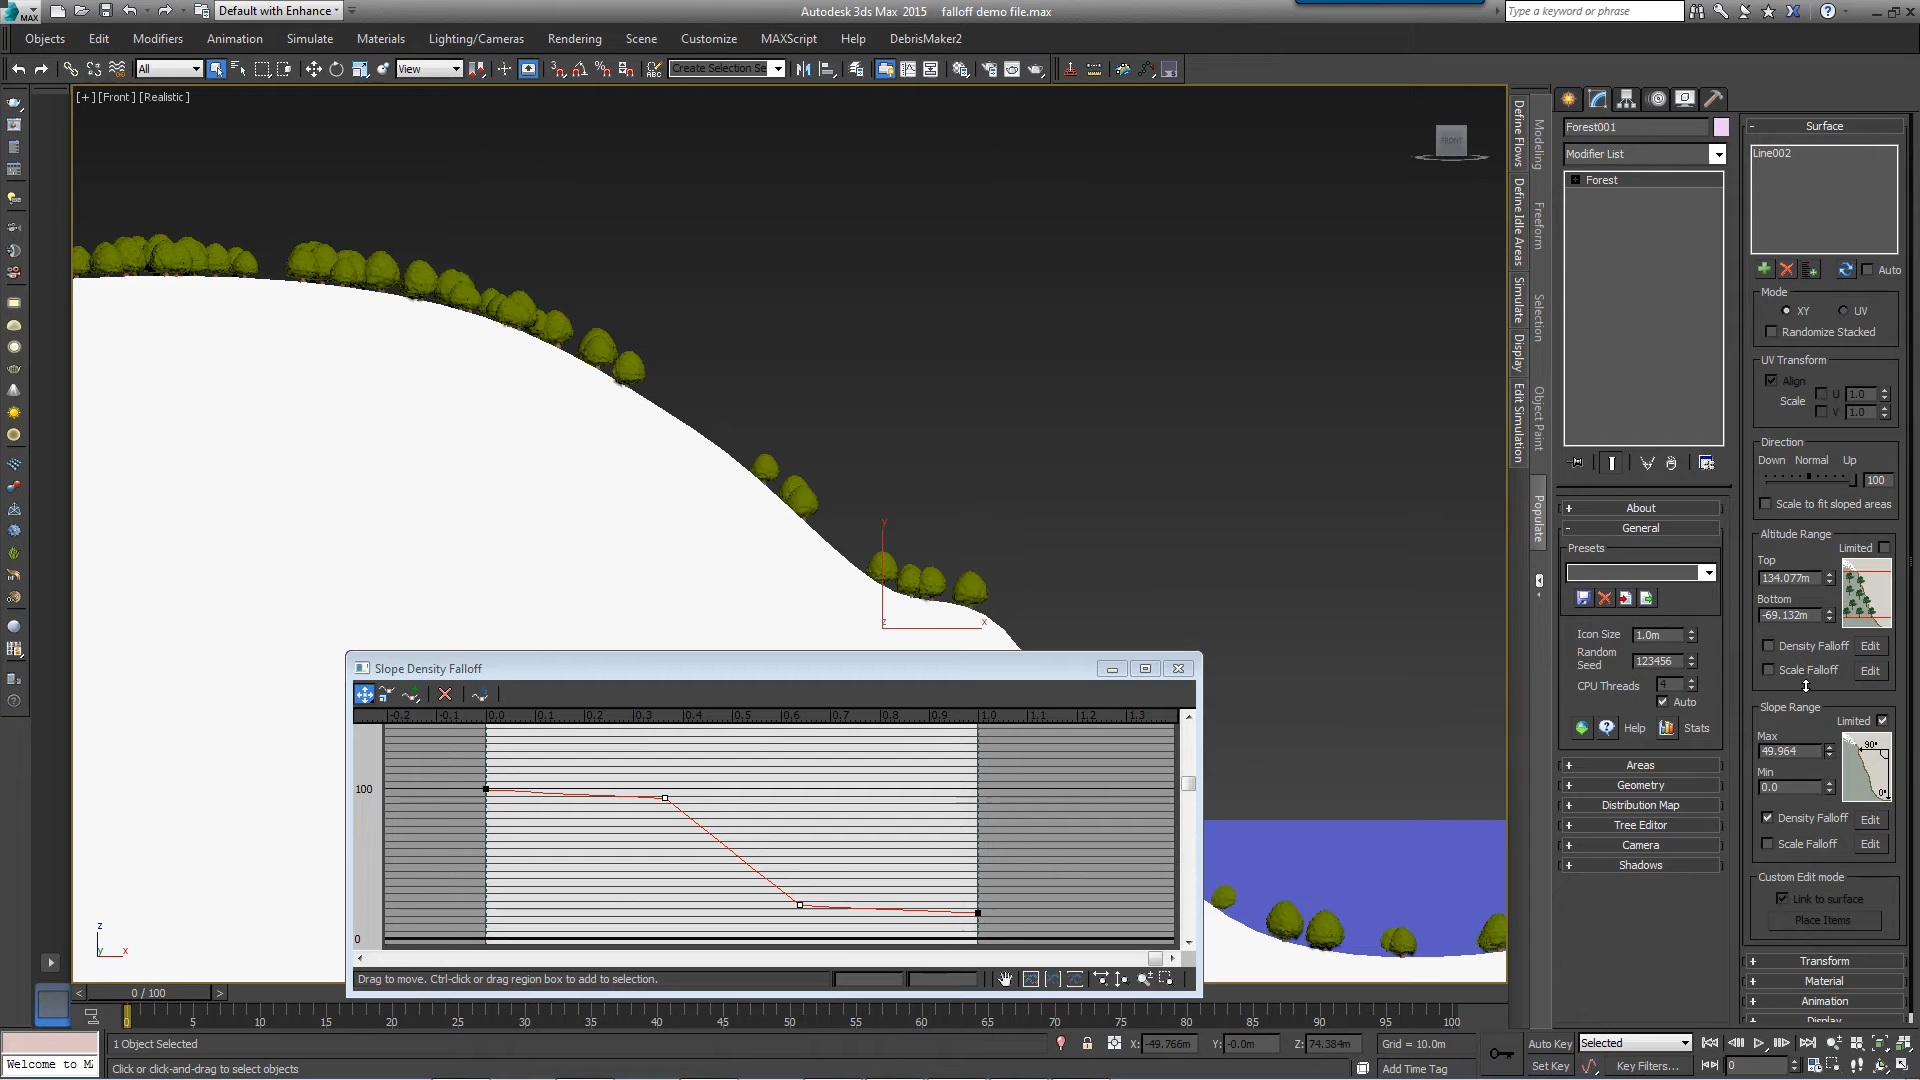 MAX
Default with Enhance
Autodesk 3ds Max 2015 falloff demo file.max
Type a keyword or phrase
Objects Edit Modifiers Animation Simulate Materials Lighting/Cameras Rendering Scene Customize MAXScript Help DebrisMaker2
All
View
Create Selection Se
[+] [Front] [Realistic]
FRONT
Define Flows
Define Idle Areas
Simulate
Display
Edit Simulation
Modeling
Freeform
Selection
Object Paint
Populate
Forest001
Modifier List
Forest
About
General
Presets
Icon Size 1.0m
Random Seed 123456
CPU Threads 4
Auto
Help Stats
Areas
Geometry
Distribution Map
Tree Editor
Camera
Shadows
Surface
Line002
Auto
Mode
XY UV
Randomize Stacked
UV Transform
Align
Scale U 1.0
V 1.0
Direction
Down Normal Up
100
Scale to fit sloped areas
Altitude Range
Limited
Top
134.077m
Bottom
-69.132m
Density Falloff Edit
Scale Falloff Edit
Slope Range
Limited
Max
49.964
90°
Min
0.0
0°
Density Falloff Edit
Scale Falloff Edit
Custom Edit mode
Link to surface
Place Items
Transform
Material
Animation
Display
y
z x
z
y x
Slope Density Falloff
-0.2 -0.1 0.0 0.1 0.2 0.3 0.4 0.5 0.6 0.7 0.8 0.9 1.0 1.1 1.2 1.3
100
0
Drag to move. Ctrl-click or drag region box to add to selection.
< 0 / 100 >
0 5 10 15 20 25 30 35 40 45 50 55 60 65 70 75 80 85 90 95 100
1 Object Selected
X: -49.766m Y: -0.0m Z: 74.384m Grid = 10.0m
Auto Key Selected
Welcome to M
Click or click-and-drag to select objects
Add Time Tag
Set Key Key Filters...
0